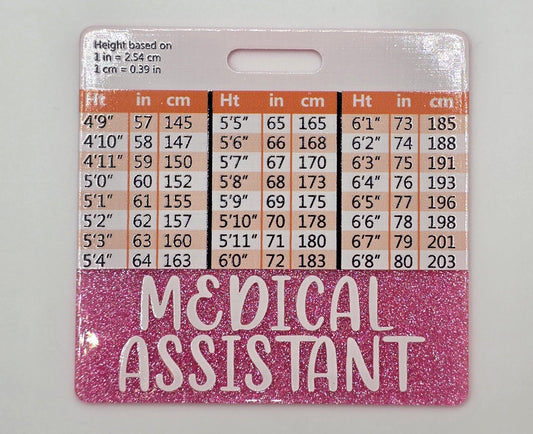 Height based on
1 in = 2.54 cm
1 cm = 0.39 in
Ht in cm Ht in cm Ht in cm
4'9" 57 145 5'5" 65 165 6'1" 73 185
4'10" 58 147 5'6" 66 168 6'2" 74 188
4'11" 59 150 5'7" 67 170 6'3" 75 191
5'0" 60 152 5'8" 68 173 6'4" 76 193
5'1" 61 155 5'9" 69 175 6'5" 77 196
5'2" 62 157 5'10" 70 178 6'6" 78 198
5'3" 63 160 5'11" 71 180 6'7" 79 201
5'4" 64 163 6'0" 72 183 6'8" 80 203
MEDICAL
ASSISTANT